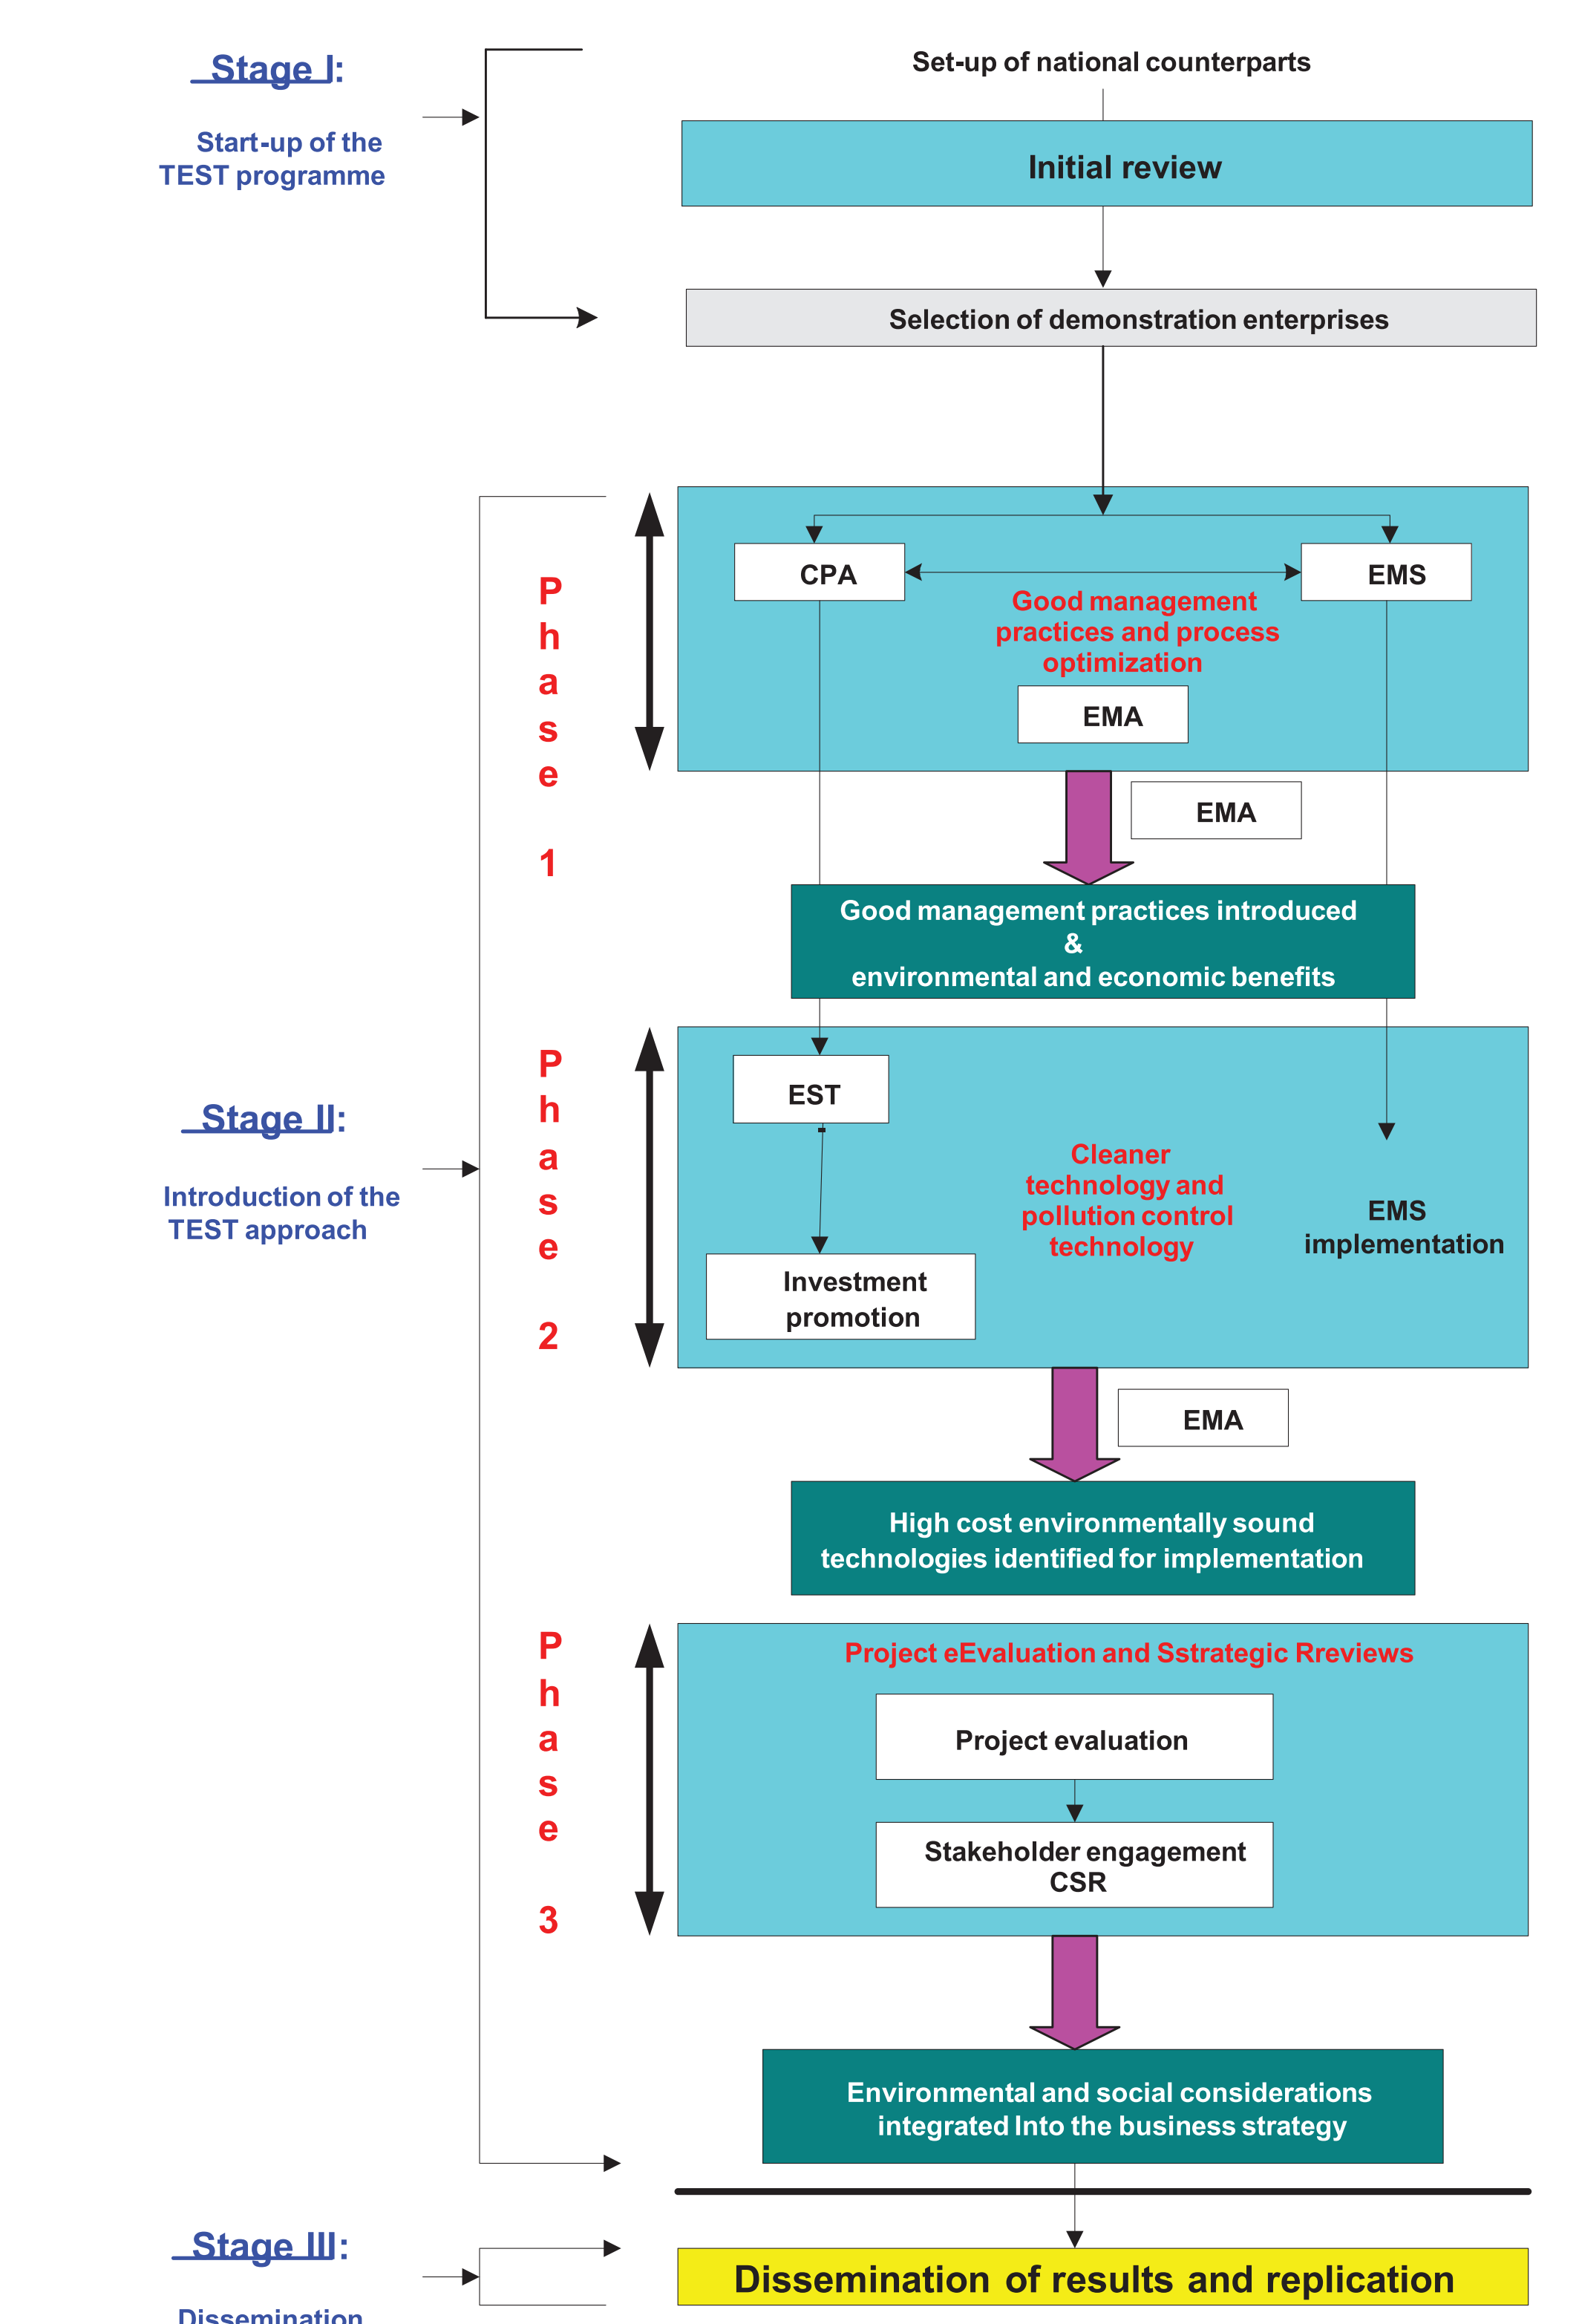 Stage I:
Start-up of the
TEST programme
Set-up of national counterparts
Initial review
Selection of demonstration enterprises
Phase 1
CPA
EMS
Good management
practices and process
optimization
EMA
EMA
Good management practices introduced
&
environmental and economic benefits
Stage II:
Introduction of the
TEST approach
Phase 2
EST
Cleaner
technology and
pollution control
technology
EMS
implementation
Investment
promotion
EMA
High cost environmentally sound
technologies identified for implementation
Phase 3
Project eEvaluation and Sstrategic Rreviews
Project evaluation
Stakeholder engagement
CSR
Environmental and social considerations
integrated Into the business strategy
Stage III:
Dissemination
Dissemination of results and replication